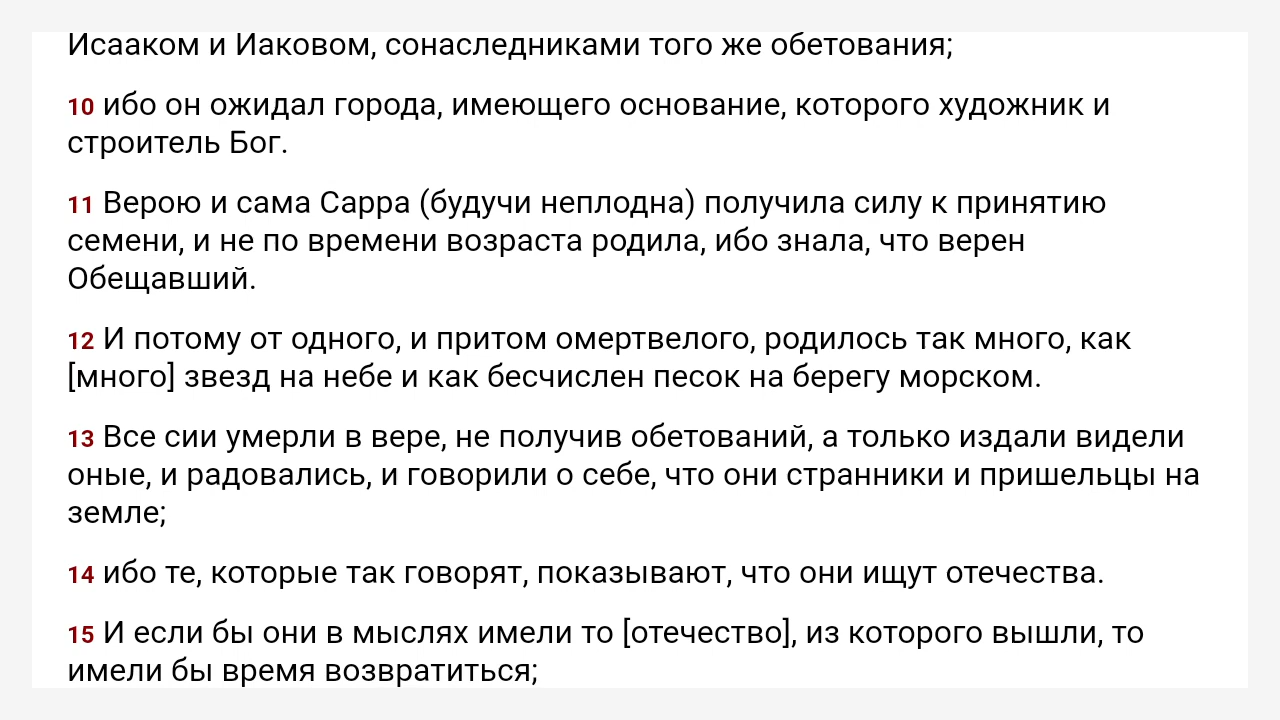 Исааком и Иаковом, сонаследниками того же обетования;
10 ибо он ожидал города, имеющего основание, которого художник и
строитель Бог.
11 Верою и сама Сарра (будучи неплодна) получила силу к принятию
семени, и не по времени возраста родила, ибо знала, что верен
Обещавший.
12 И потому от одного, и притом омертвелого, родилось так много, как
[много] звезд на небе и как бесчислен песок на берегу морском.
13 Все сии умерли в вере, не получив обетований, а только издали видели
оные, и радовались, и говорили о себе, что они странники и пришельцы на
земле;
14 ибо те, которые так говорят, показывают, что они ищут отечества.
15 И если бы они в мыслях имели то [отечество], из которого вышли, то
имели бы время возвратиться;